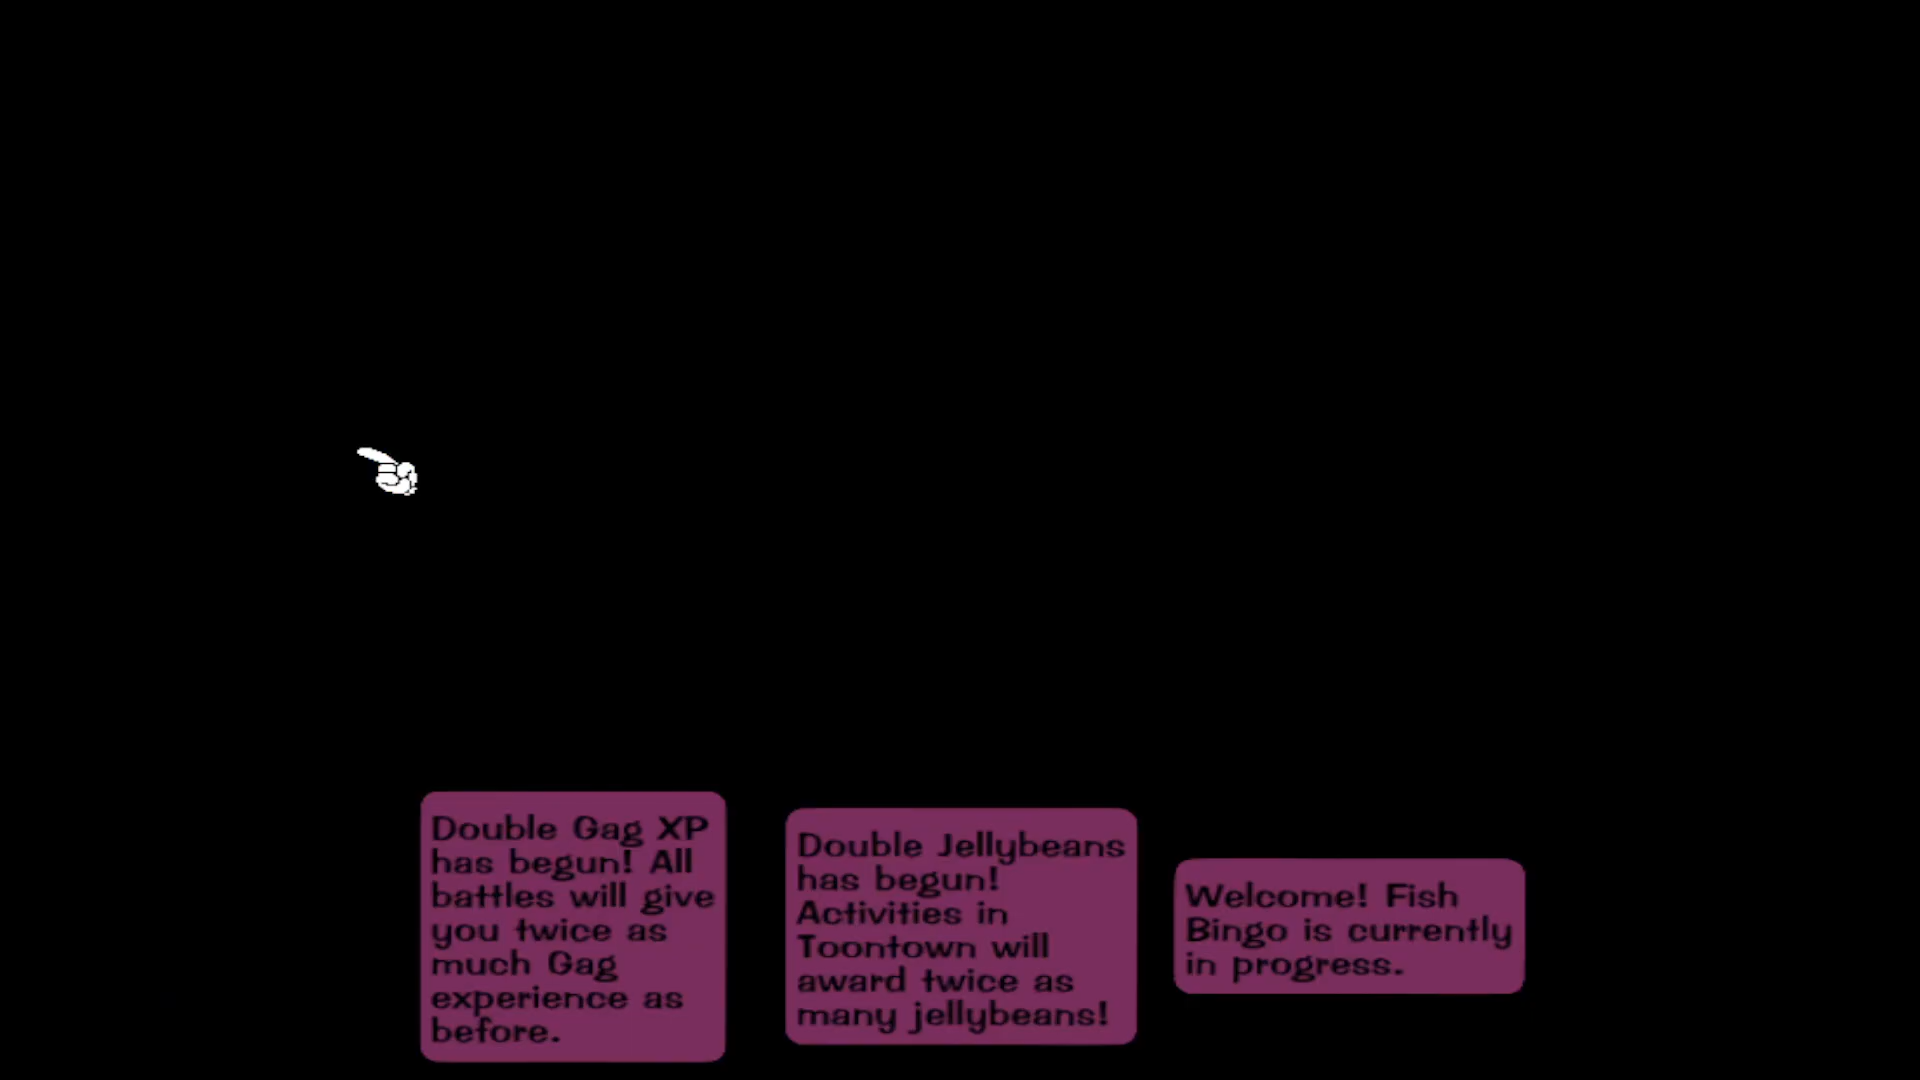 Double Gag XP
has begun! All
battles will give
you twice as
much Gag
experience as
before.
Double Jellybeans
has begun!
Activities in
Toontown will
award twice as
many jellybeans!
Welcome! Fish
Bingo is currently
in progress.